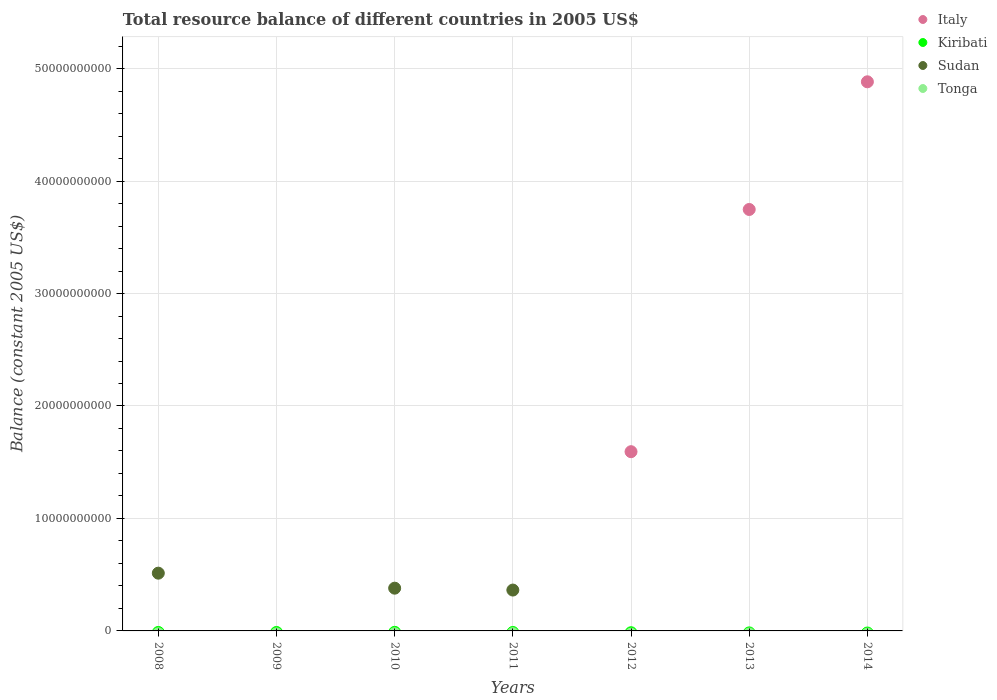 Total resource balance of different countries in 2005 US$
Italy
Kiribati
Sudan
Tonga
Balance (constant 2005 US$)
50000000000
40000000000
30000000000
20000000000
10000000000
0
2008
2009
2010
2011
2012
2013
2014
Years